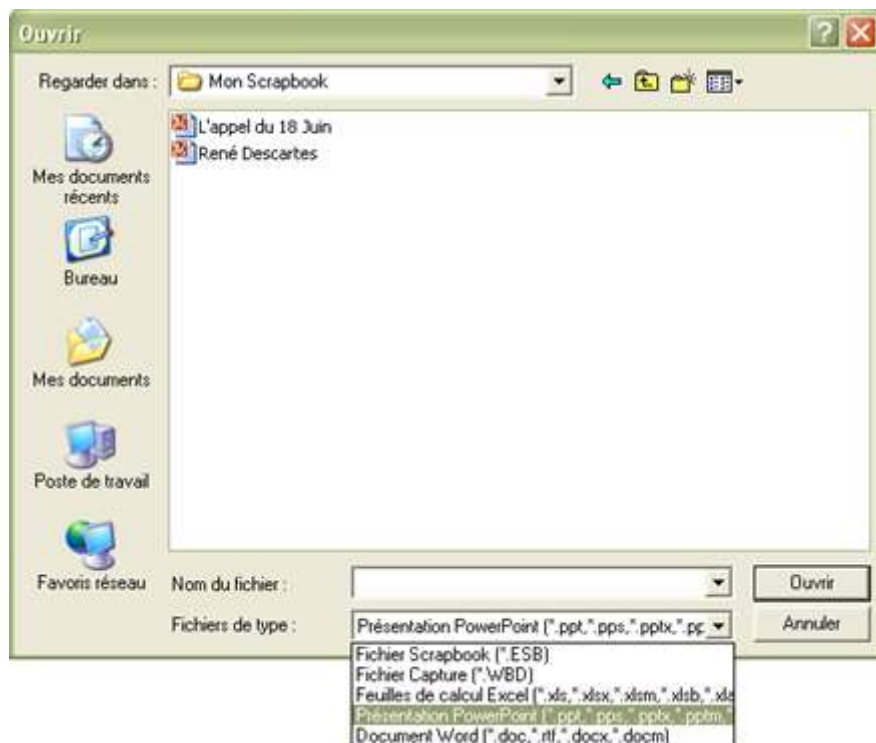 Ouvrir
Regarder dans :
Mon Scrapbook
L'appel du 18 Juin
René Descartes
Mes documents
récents
Bureau
Mes documents
Poste de travail
Favoris réseau
Nom du fichier :
Ouvrir
Fichiers de type :
Présentation PowerPoint (*.ppt,*.pps,*.pptx,*.pp
Annuler
Fichier Scrapbook (*.ESB)
Fichier Capture (*.WBD)
Feuilles de calcul Excel (*.xls,*.xlsx,*.xlsm,*.xlsb,*.xla
Présentation PowerPoint (*.ppt,*.pps,*.pptx,*.pptm,*
Document Word (*.doc,*.rtf,*.docx,*.docm)